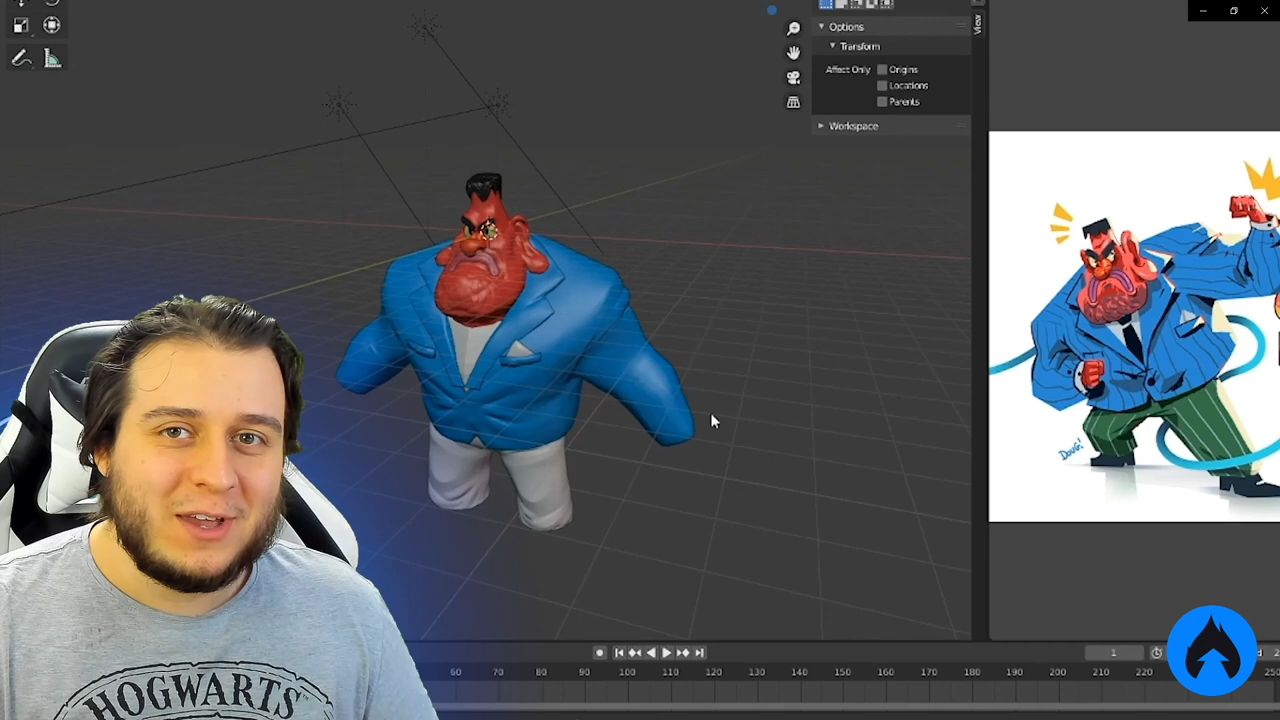 View
Options
Transform
Affect Only
Origins
Locations
Parents
Workspace
DOUG!
HOGWARTS
1
60 70 80 90 100 110 120 130 140 150 160 170 180 190 200 210 220 250